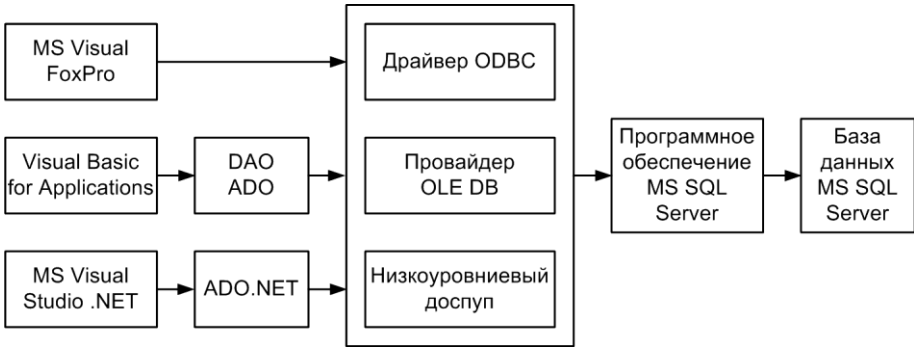 MS Visual
FoxPro
Драйвер ODBC
Visual Basic
for Applications
DAO
ADO
Провайдер
OLE DB
Программное
обеспечение
MS SQL
Server
База
данных
MS SQL
Server
MS Visual
Studio .NET
ADO.NET
Низкоуровниевый
доспуп